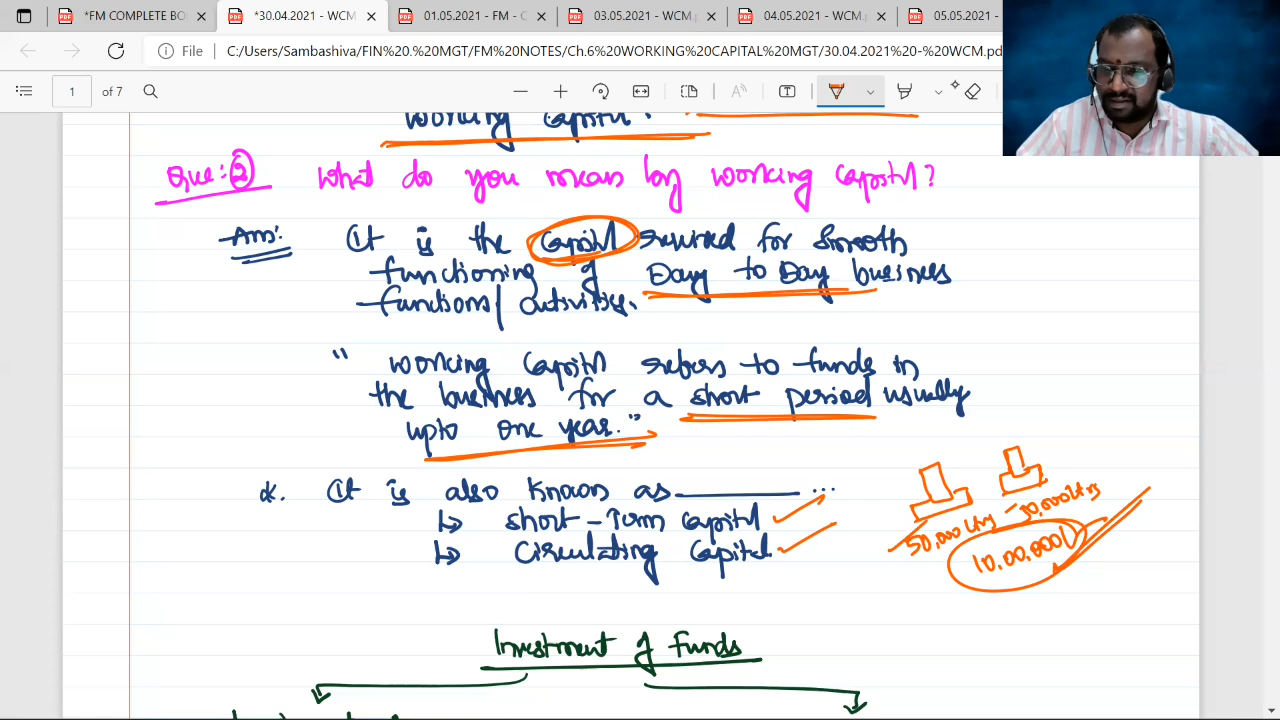 *FM COMPLETE BO
*30.04.2021 - WCM
01.05.2021 - FM - C
03.05.2021 - WCM.p
04.05.2021 - WCM.
05.05.2021 -
File
C:/Users/Sambashiva/FIN%20.%20MGT/FM%20NOTES/Ch.6%20WORKING%20CAPITAL%20MGT/30.04.2021%20-%20WCM.pd
1 of 7
Working Capital.
Que:② What do you mean by working Capital?
Ans: It is the Capital required for smooth
functioning of Day to Day business
functions/ activities.
" Working Capital refers to funds in
the business for a short period usually
upto one year."
*. It is also known as ...
↳ Short-Term Capital
↳ Circulating Capital
50,000 Ltrs - 50,000 Ltrs
10,00,000
Investment of Funds